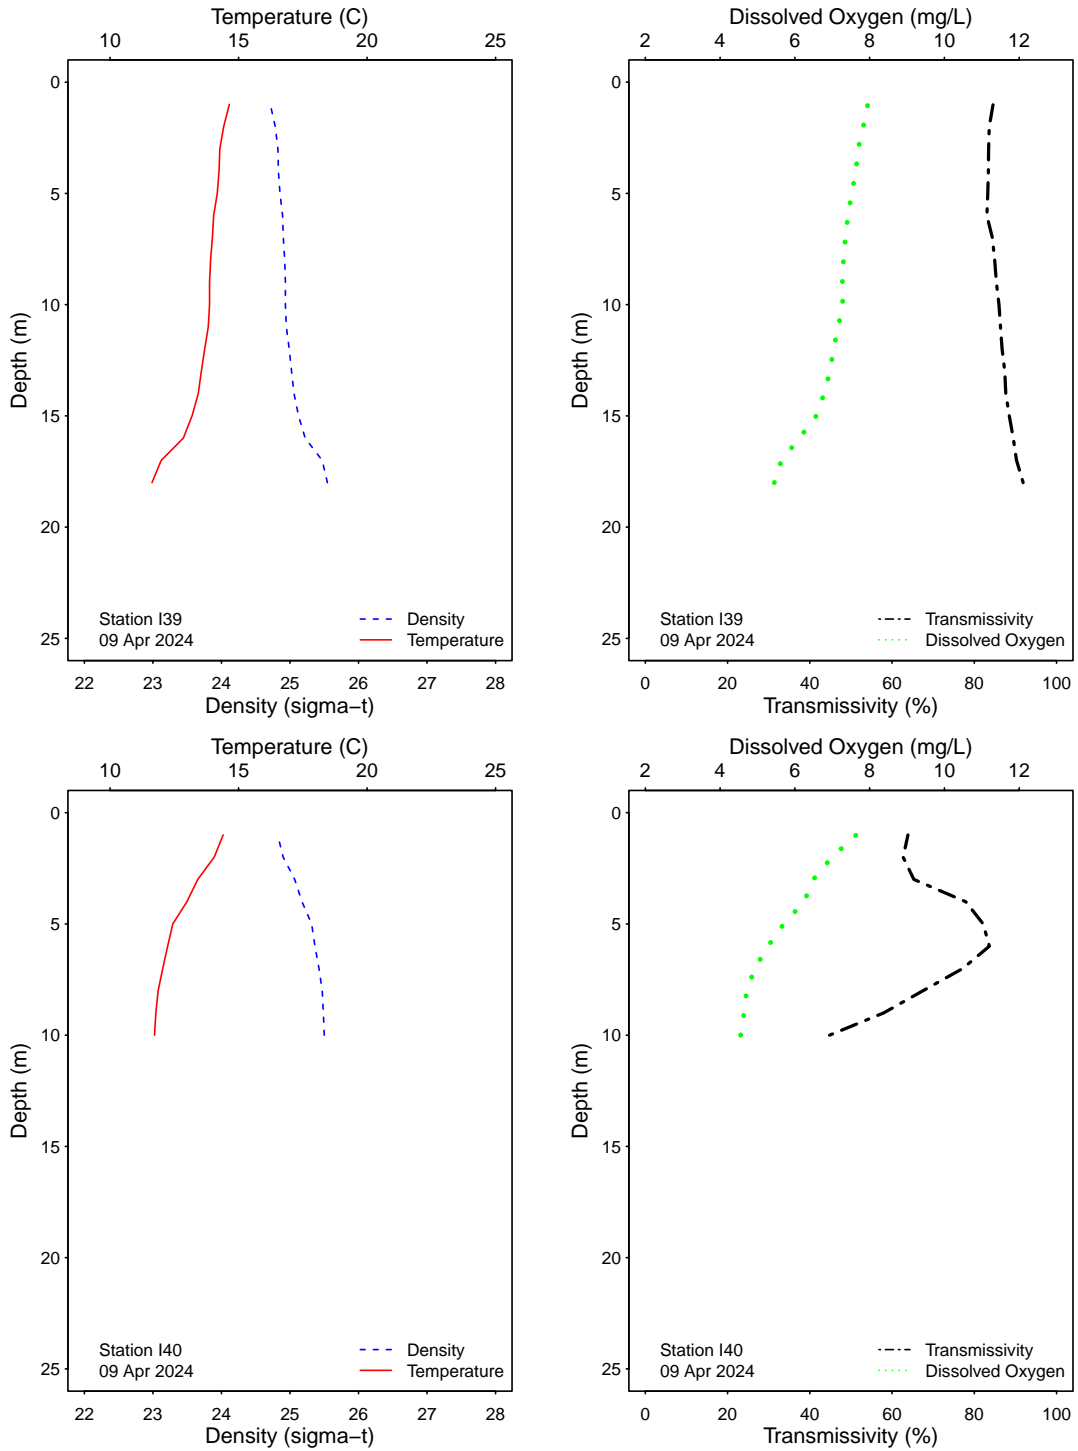 Temperature (C)
10 15 20 25
0
5
10
15
20
25
Depth (m)
Station I39
09 Apr 2024
Density
Temperature
22 23 24 25 26 27 28
Density (sigma−t)
Dissolved Oxygen (mg/L)
2 4 6 8 10 12
0
5
10
15
20
25
Depth (m)
Station I39
09 Apr 2024
Transmissivity
Dissolved Oxygen
0 20 40 60 80 100
Transmissivity (%)
Temperature (C)
10 15 20 25
0
5
10
15
20
25
Depth (m)
Station I40
09 Apr 2024
Density
Temperature
22 23 24 25 26 27 28
Density (sigma−t)
Dissolved Oxygen (mg/L)
2 4 6 8 10 12
0
5
10
15
20
25
Depth (m)
Station I40
09 Apr 2024
Transmissivity
Dissolved Oxygen
0 20 40 60 80 100
Transmissivity (%)